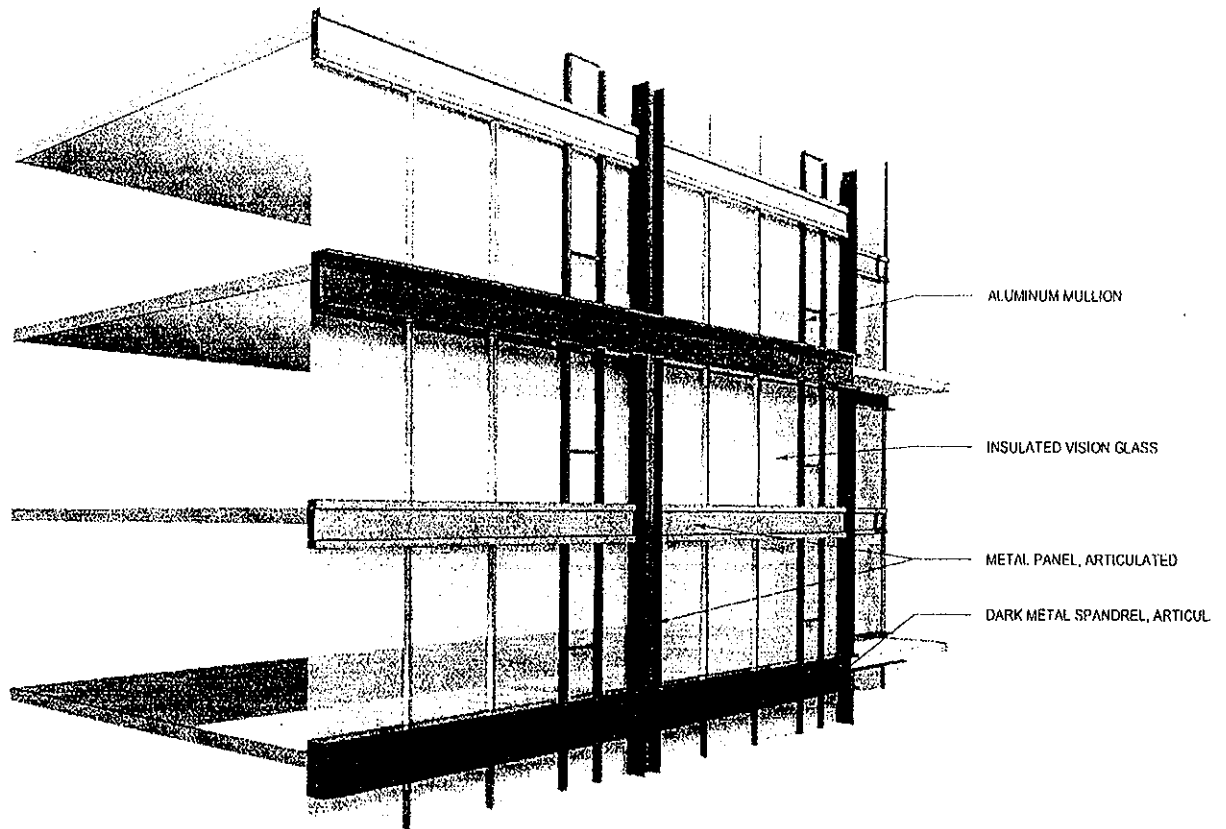 ALUMINUM MULLION
INSULATED VISION GLASS
METAL PANEL, ARTICULATED
DARK METAL SPANDREL, ARTICUL